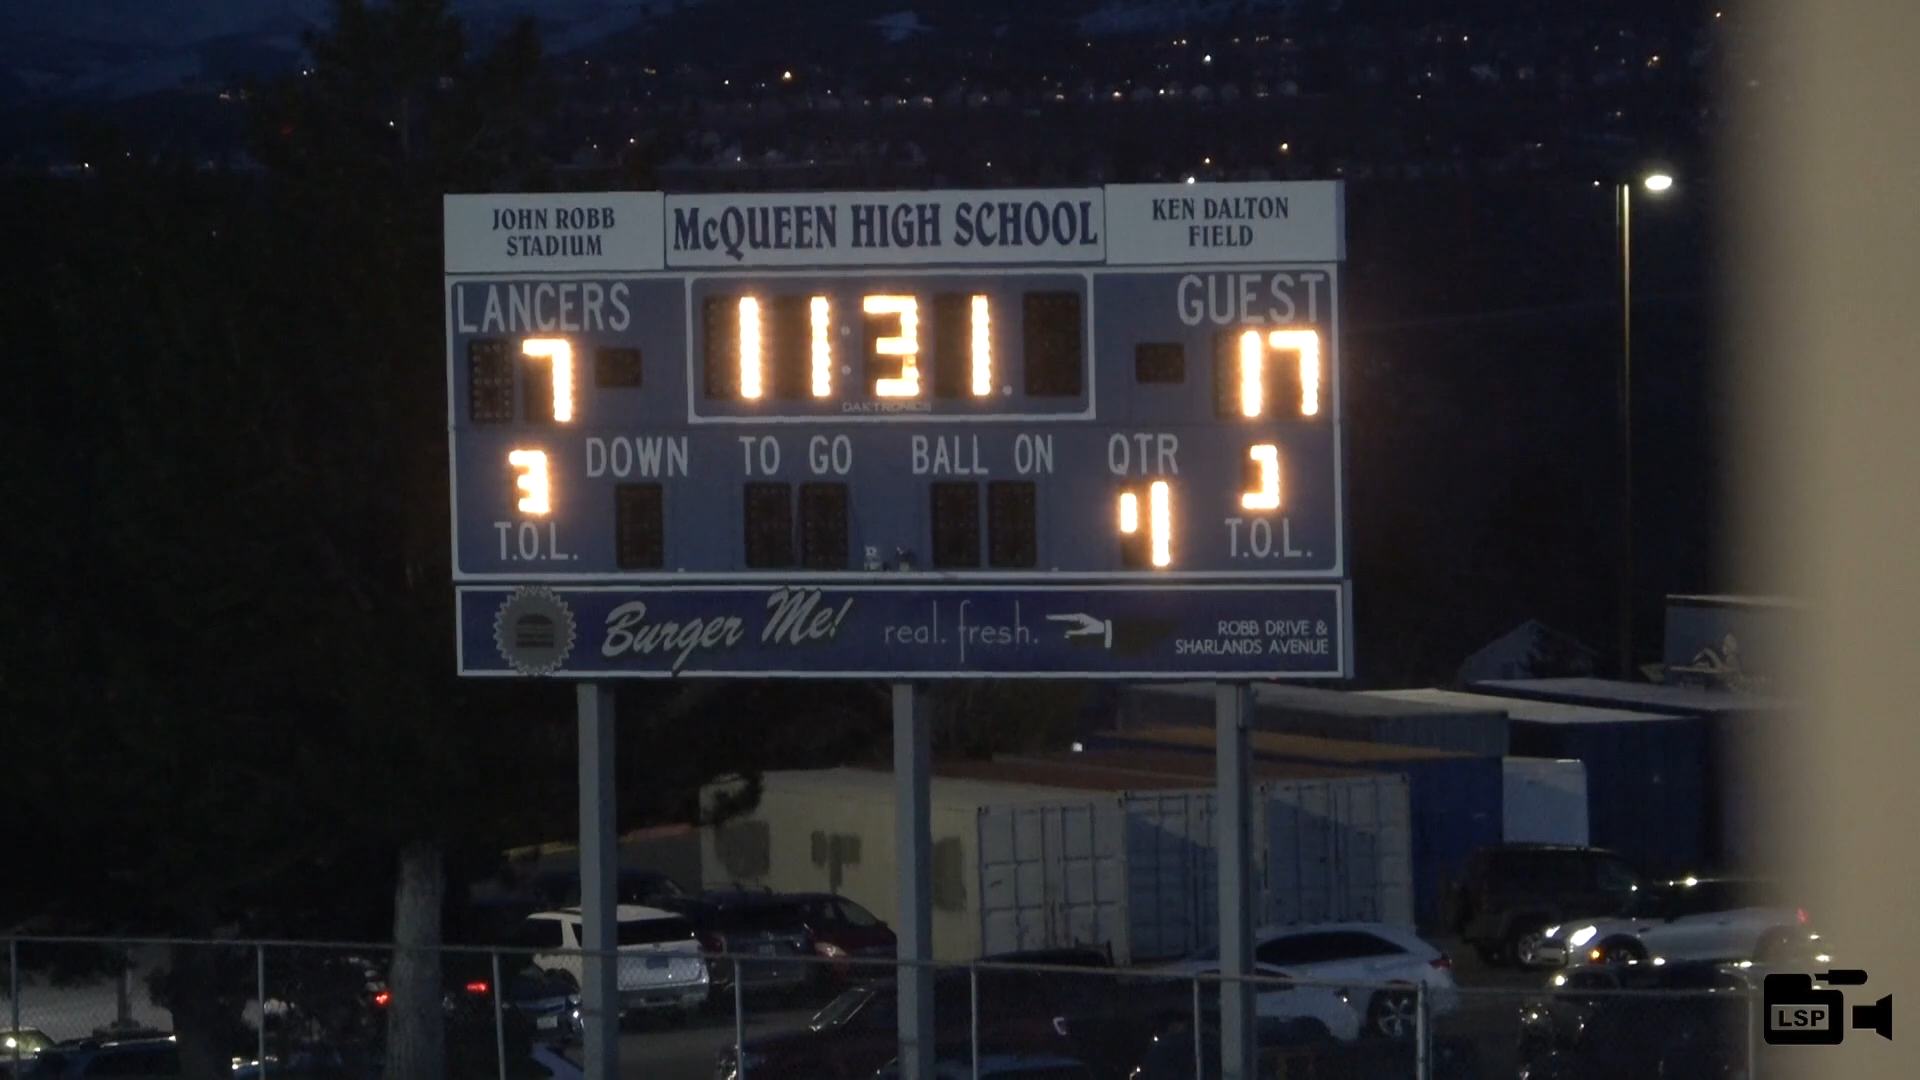 JOHN ROBB
STADIUM
McQUEEN HIGH SCHOOL
KEN DALTON
FIELD
LANCERS
GUEST
7
11:31
17
DAKTRONICS
DOWN TO GO BALL ON QTR
3
4
3
T.O.L.
T.O.L.
Burger Me!
real. fresh.
ROBB DRIVE &
SHARLANDS AVENUE
LSP